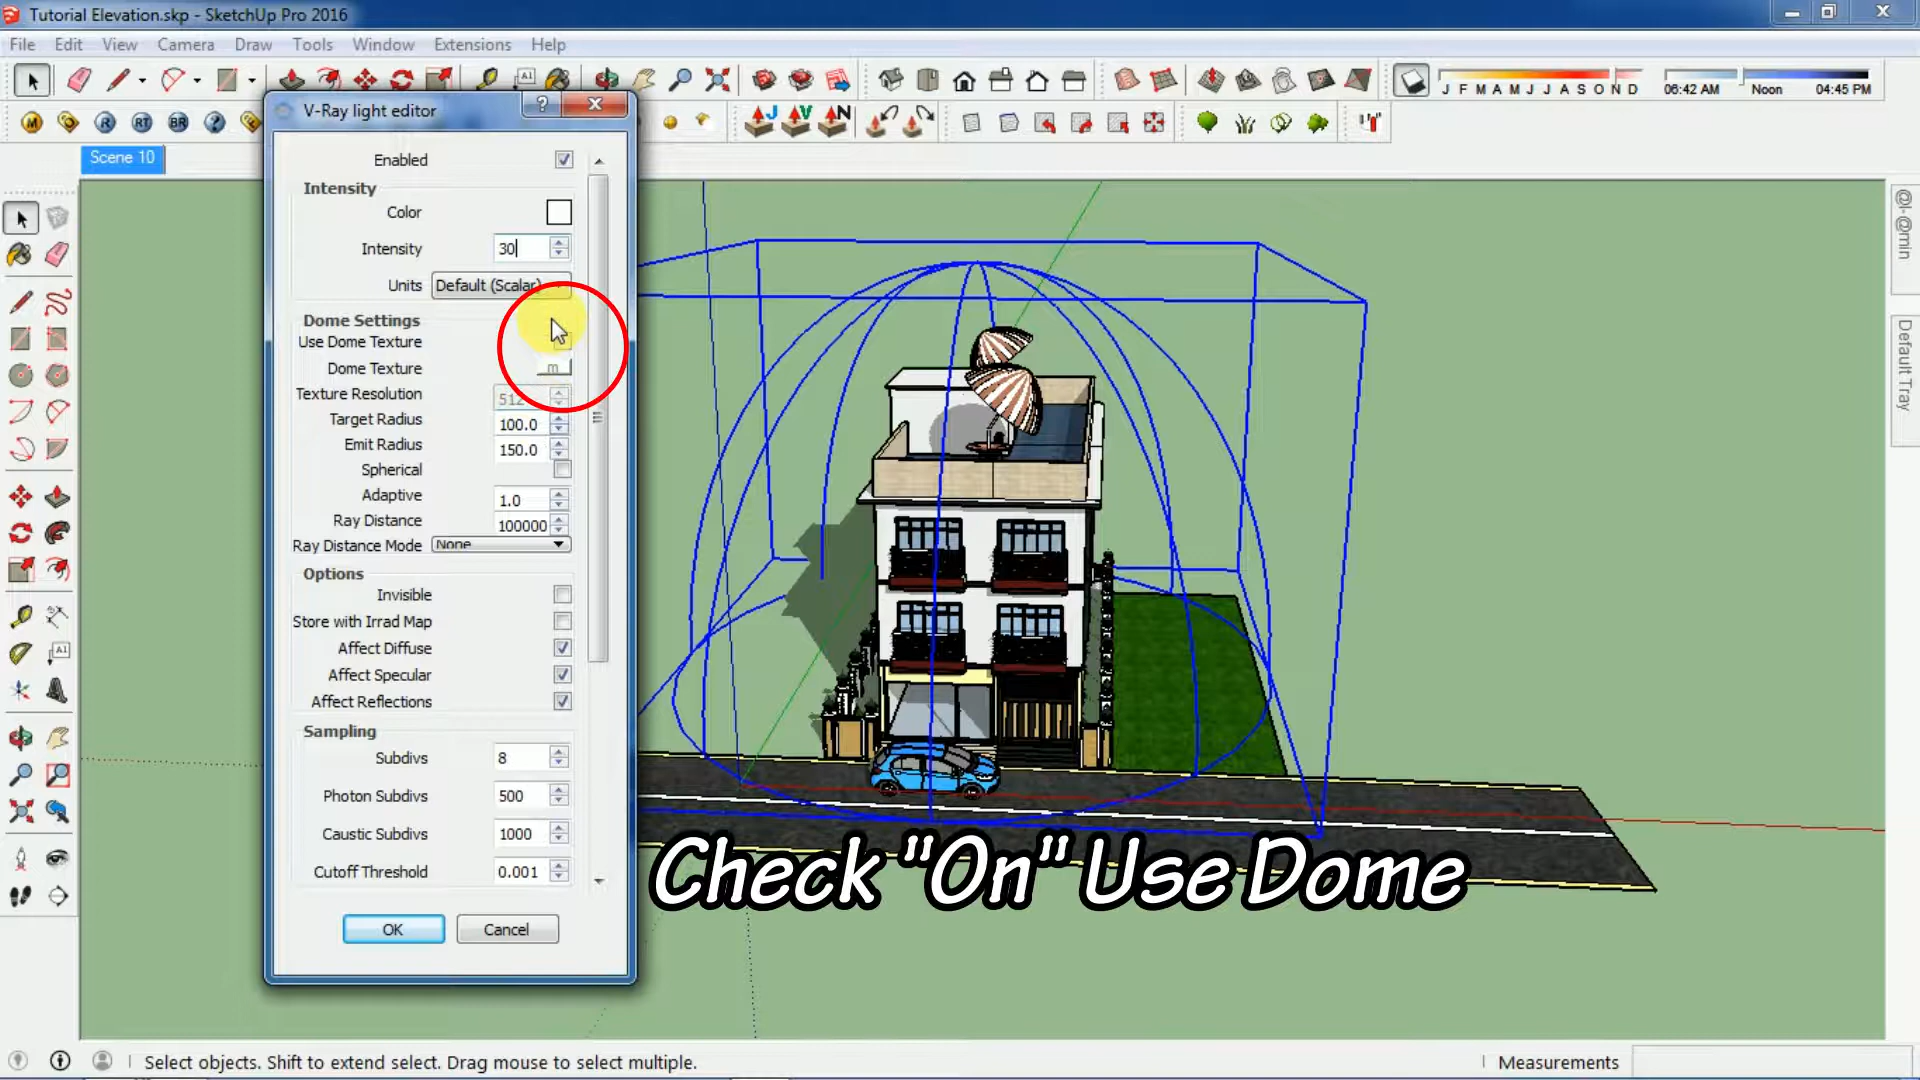 Tutorial Elevation.skp - SketchUp Pro 2016
File Edit View Camera Draw Tools Window Extensions Help
J F M A M J J A S O N D 06:42 AM Noon 04:45 PM
M R RT BR J V N
Scene 10
V-Ray light editor
Enabled
Intensity
Color
Intensity 30
Units Default (Scalar)
Dome Settings
Use Dome Texture
Dome Texture m
Texture Resolution 512
Target Radius 100.0
Emit Radius 150.0
Spherical
Adaptive 1.0
Ray Distance 100000
Ray Distance Mode None
Options
Invisible
Store with Irrad Map
Affect Diffuse
Affect Specular
Affect Reflections
Sampling
Subdivs 8
Photon Subdivs 500
Caustic Subdivs 1000
Cutoff Threshold 0.001
OK Cancel
@l-@min
Default Tray
Check "On" Use Dome
Select objects. Shift to extend select. Drag mouse to select multiple.
Measurements